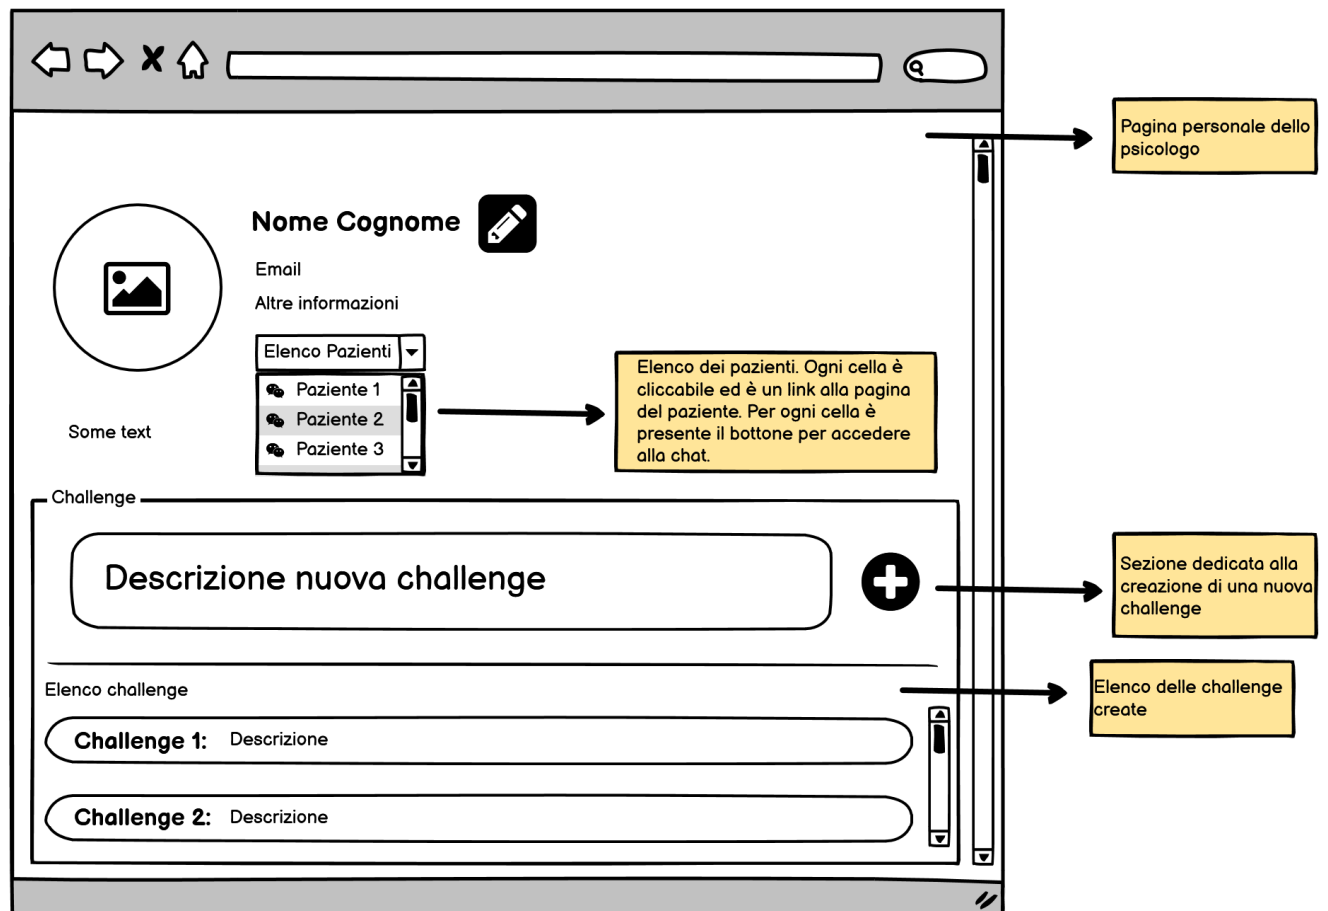 Pagina personale dello
psicologo
Nome Cognome
Email
Altre informazioni
Elenco Pazienti
Paziente 1
Paziente 2
Paziente 3
Some text
Elenco dei pazienti. Ogni cella è
cliccabile ed è un link alla pagina
del paziente. Per ogni cella è
presente il bottone per accedere
alla chat.
Challenge
Descrizione nuova challenge
Sezione dedicata alla
creazione di una nuova
challenge
Elenco challenge
Elenco delle challenge
create
Challenge 1: Descrizione
Challenge 2: Descrizione